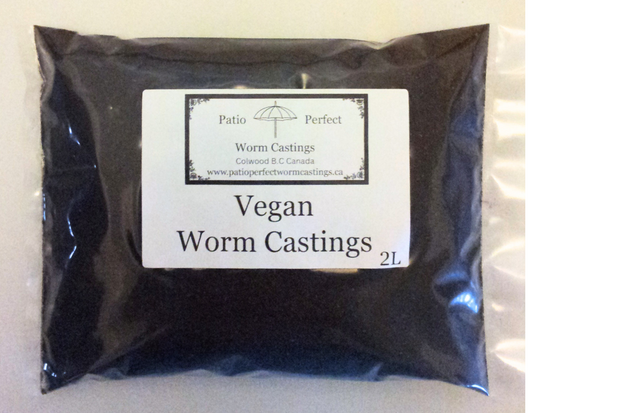 Patio Perfect
Worm Castings
Colwood B.C Canada
www.patioperfectwormcastings.ca
Vegan
Worm Castings
2L